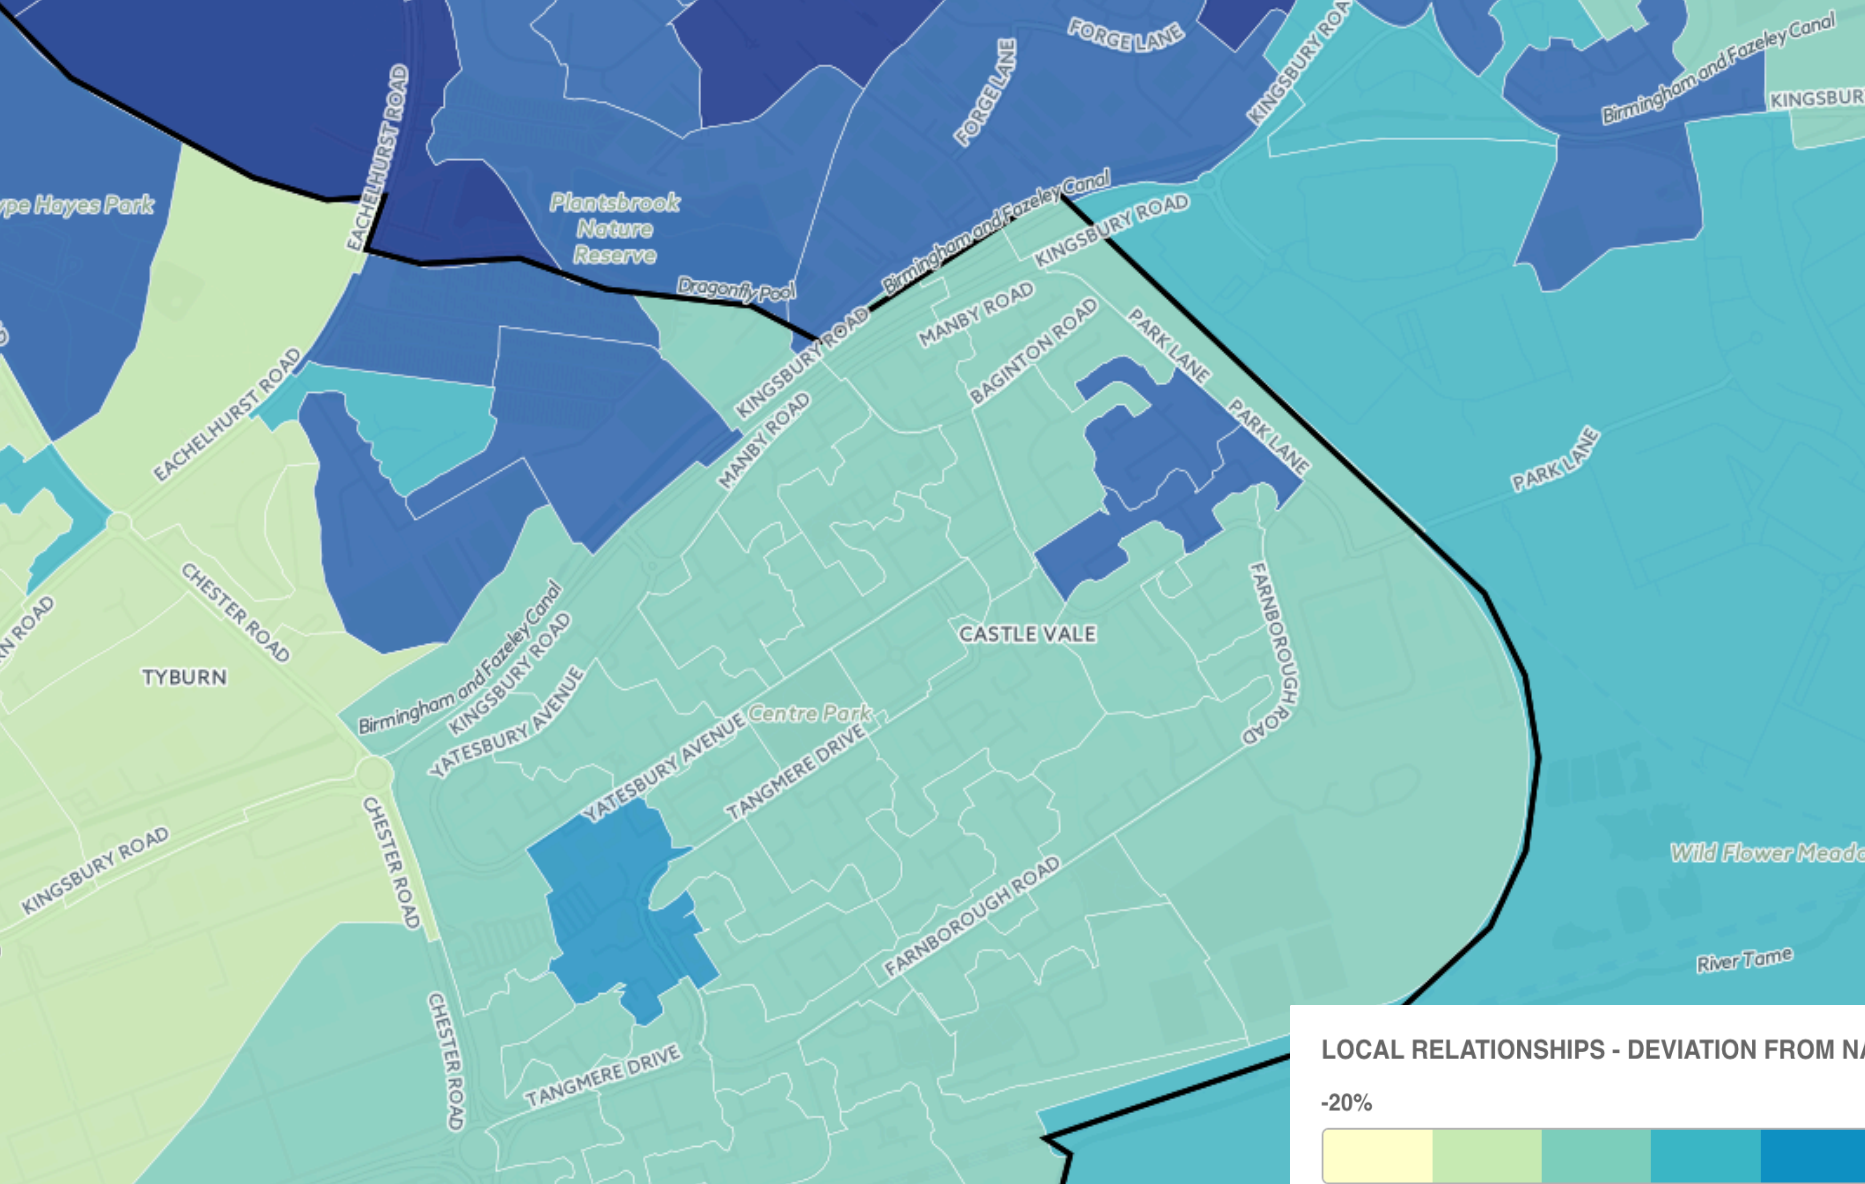 FORGE LANE
FORGE LANE
KINGSBURY ROA
Birmingham and Fazeley Canal
KINGSBUR
EACHELHURST ROAD
ype Hayes Park
Plantsbrook
Nature
Reserve
Birmingham and Fazeley Canal
KINGSBURY ROAD
Dragonfly Pool
MANBY ROAD
BAGINTON ROAD
PARK LANE
KINGSBURY ROAD
MANBY ROAD
EACHELHURST ROAD
PARK LANE
PARK LANE
CHESTER ROAD
RN ROAD
TYBURN
Birmingham and Fazeley Canal
KINGSBURY ROAD
YATESBURY AVENUE
CASTLE VALE
FARNBOROUGH ROAD
Centre Park
YATESBURY AVENUE
TANGMERE DRIVE
KINGSBURY ROAD
CHESTER ROAD
FARNBOROUGH ROAD
Wild Flower Meado
River Tame
CHESTER ROAD
TANGMERE DRIVE
LOCAL RELATIONSHIPS - DEVIATION FROM NA
-20%